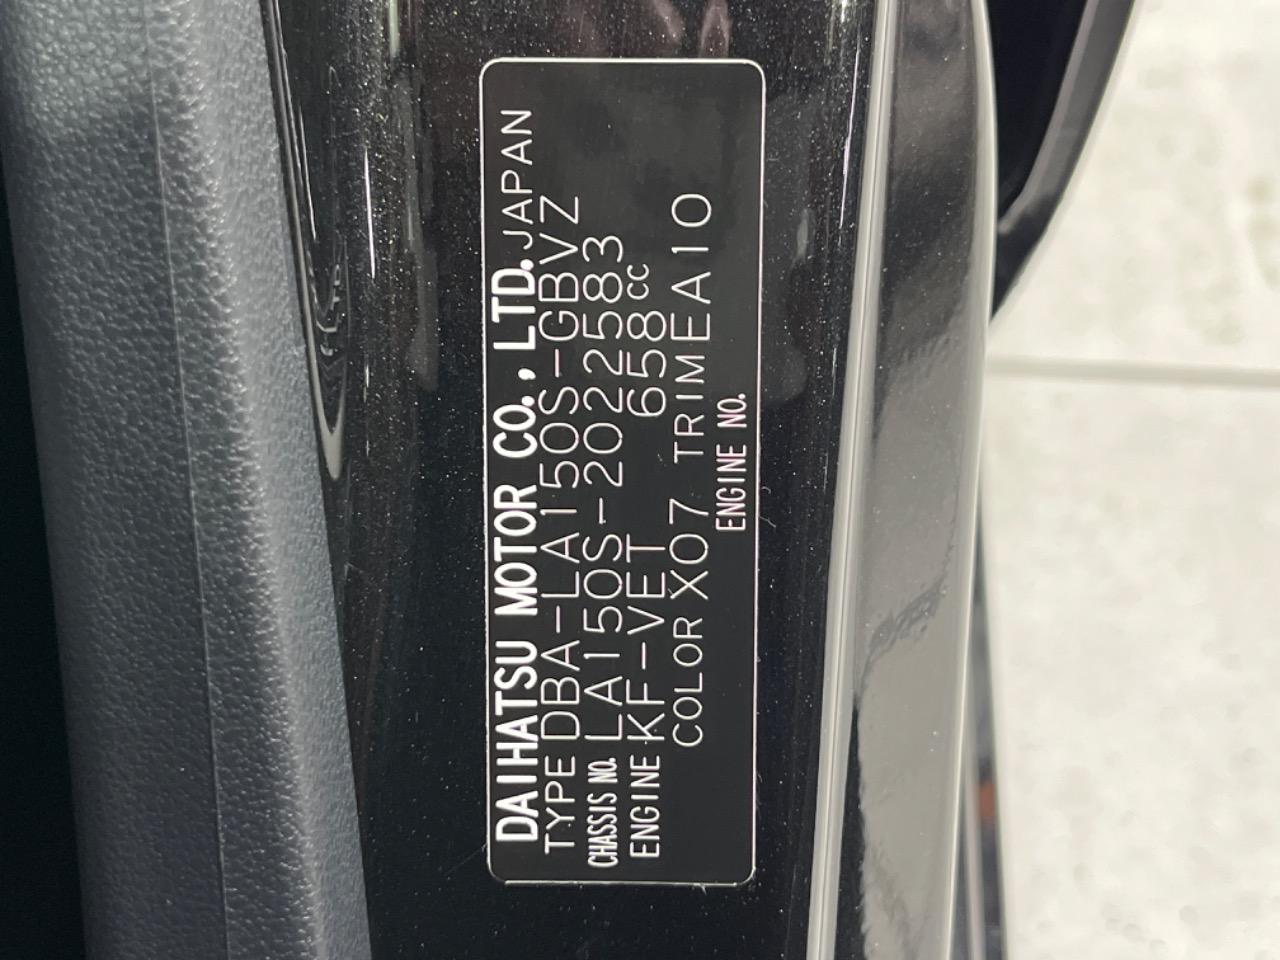 DAIHATSU MOTOR CO., LTD. JAPAN
TYPE DBA-LA150S-GBVZ
CHASSIS NO. LA150S-2022583
ENGINE KF-VET 658cc
COLOR X07 TRIM EA10
ENGINE NO.